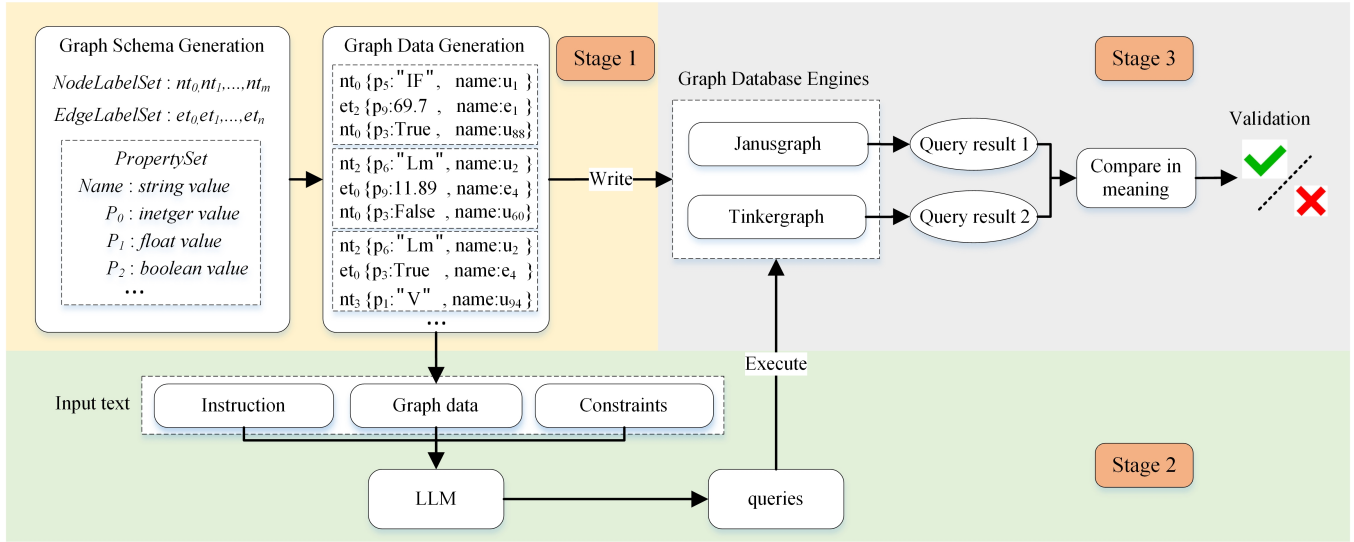 Graph Schema Generation
NodeLabelSet : nt0,nt1,...,ntm
EdgeLabelSet : et0,et1,...,etn
PropertySet
Name : string value
P0 : inetger value
P1 : float value
P2 : boolean value
...
Graph Data Generation
nt0 {p5:"IF", name:u1 }
et2 {p9:69.7 , name:e1 }
nt0 {p3:True , name:u88}
nt2 {p6:"Lm", name:u2 }
et0 {p9:11.89 , name:e4 }
nt0 {p3:False , name:u60}
nt2 {p6:"Lm", name:u2 }
et0 {p3:True , name:e4 }
nt3 {p1:"V" , name:u94}
...
Stage 1
Write
Graph Database Engines
Janusgraph
Tinkergraph
Query result 1
Query result 2
Compare in
meaning
Validation
Stage 3
Execute
Input text
Instruction
Graph data
Constraints
LLM
queries
Stage 2